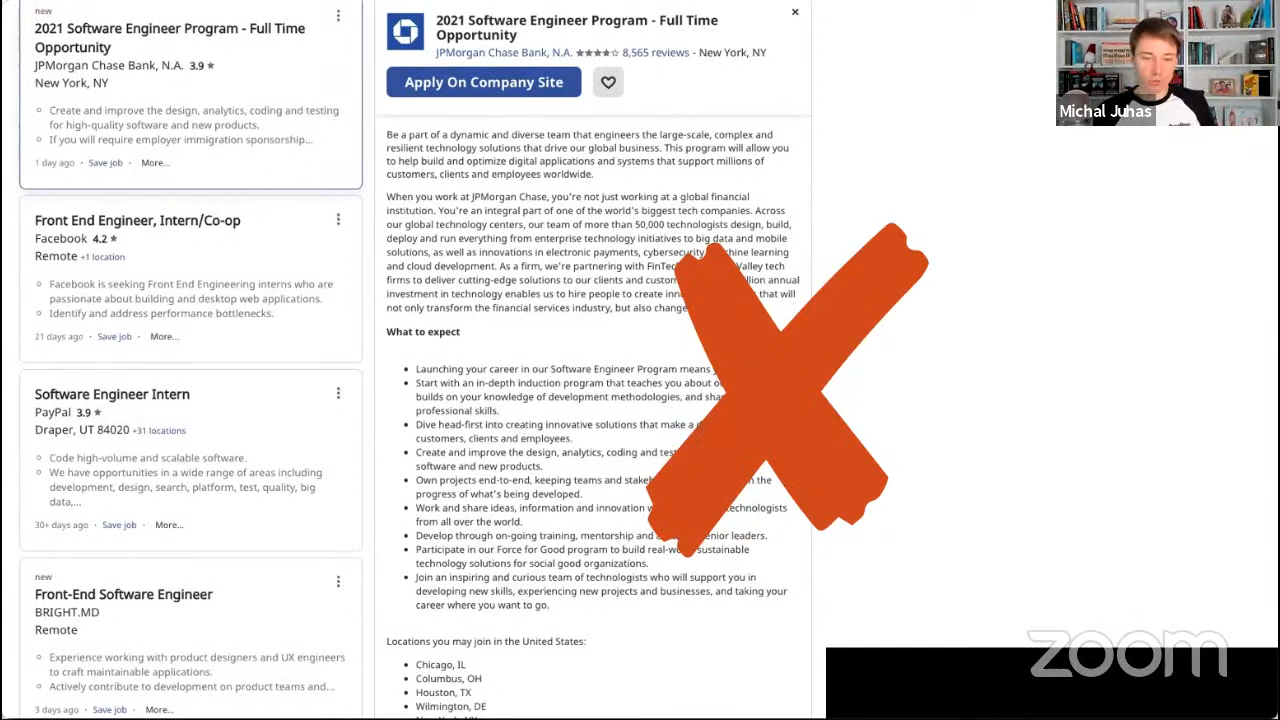 new
2021 Software Engineer Program - Full Time
Opportunity
JPMorgan Chase Bank, N.A. 3.9 ★
New York, NY
Create and improve the design, analytics, coding and testing
for high-quality software and new products.
If you will require employer immigration sponsorship...
1 day ago · Save job · More...
Front End Engineer, Intern/Co-op
Facebook 4.2 ★
Remote +1 location
Facebook is seeking Front End Engineering interns who are
passionate about building and desktop web applications.
Identify and address performance bottlenecks.
21 days ago · Save job · More...
Software Engineer Intern
PayPal 3.9 ★
Draper, UT 84020 +31 locations
Code high-volume and scalable software.
We have opportunities in a wide range of areas including
development, design, search, platform, test, quality, big
data,...
30+ days ago · Save job · More...
new
Front-End Software Engineer
BRIGHT.MD
Remote
Experience working with product designers and UX engineers
to craft maintainable applications.
Actively contribute to development on product teams and...
3 days ago · Save job · More...
2021 Software Engineer Program - Full Time
Opportunity
JPMorgan Chase Bank, N.A. ★★★★☆ 8,565 reviews - New York, NY
Apply On Company Site
Be a part of a dynamic and diverse team that engineers the large-scale, complex and
resilient technology solutions that drive our global business. This program will allow you
to help build and optimize digital applications and systems that support millions of
customers, clients and employees worldwide.
When you work at JPMorgan Chase, you're not just working at a global financial
institution. You're an integral part of one of the world's biggest tech companies. Across
our global technology centers, our team of more than 50,000 technologists design, build,
deploy and run everything from enterprise technology initiatives to big data and mobile
solutions, as well as innovations in electronic payments, cybersecurity, machine learning
and cloud development. As a firm, we're partnering with FinTech Valley tech
firms to deliver cutting-edge solutions to our clients and annual
investment in technology enables us to hire people to create that will
not only transform the financial services industry, but also change
What to expect
Launching your career in our Software Engineer Program means
Start with an in-depth induction program that teaches you about
builds on your knowledge of development methodologies, and
professional skills.
Dive head-first into creating innovative solutions that make a
customers, clients and employees.
Create and improve the design, analytics, coding and
software and new products.
Own projects end-to-end, keeping teams and the
progress of what's being developed.
Work and share ideas, information and innovation technologists
from all over the world.
Develop through on-going training, mentorship and senior leaders.
Participate in our Force for Good program to build real-world sustainable
technology solutions for social good organizations.
Join an inspiring and curious team of technologists who will support you in
developing new skills, experiencing new projects and businesses, and taking your
career where you want to go.
Locations you may join in the United States:
Chicago, IL
Columbus, OH
Houston, TX
Wilmington, DE
Michal Juhas
zoom